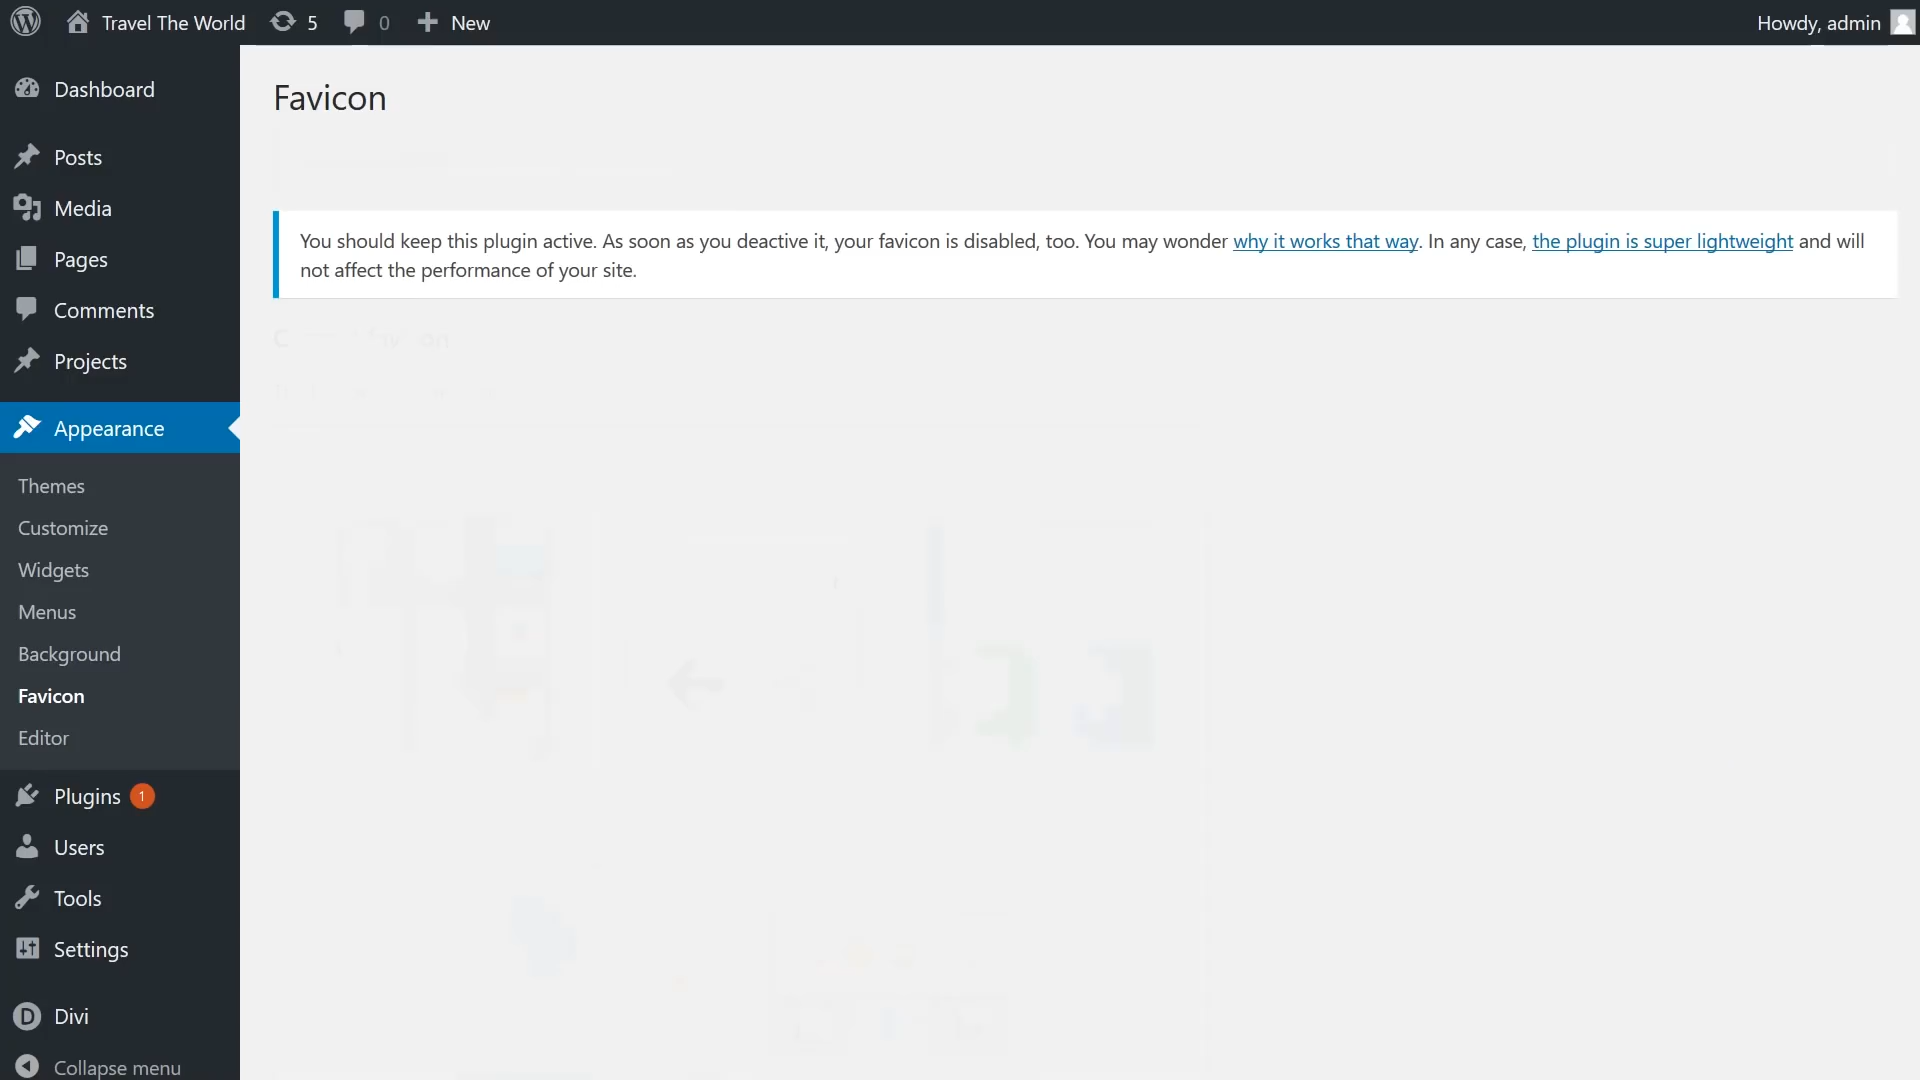 Travel The World 5 0 New Howdy, admin
Dashboard
Posts
Media
Pages
Comments
Projects
Appearance
Themes
Customize
Widgets
Menus
Background
Favicon
Editor
Plugins 1
Users
Tools
Settings
D Divi
Collapse menu
Favicon
You should keep this plugin active. As soon as you deactive it, your favicon is disabled, too. You may wonder why it works that way. In any case, the plugin is super lightweight and will
not affect the performance of your site.